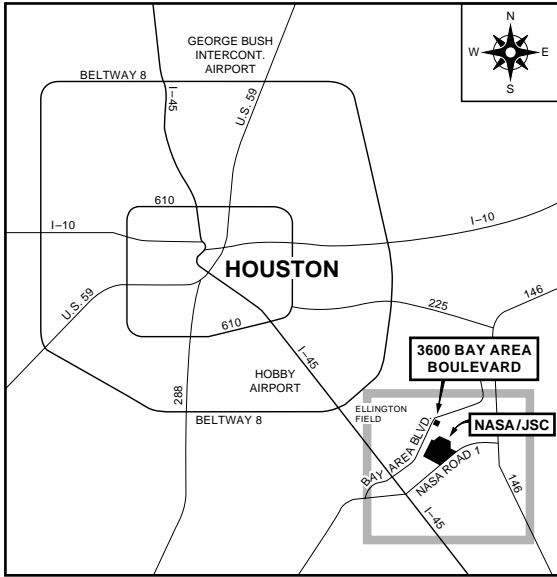 N
GEORGE BUSH
INTERCONT.
AIRPORT
W
E
BELTWAY 8
S
I–45
U.S. 59
610
I–10
I–10
HOUSTON
U.S. 59
225
146
610
I–45
3600 BAY AREA
BOULEVARD
HOBBY
AIRPORT
288
ELLINGTON
FIELD
BELTWAY 8
NASA/JSC
BAY AREA BLVD.
NASA ROAD 1
146
I–45